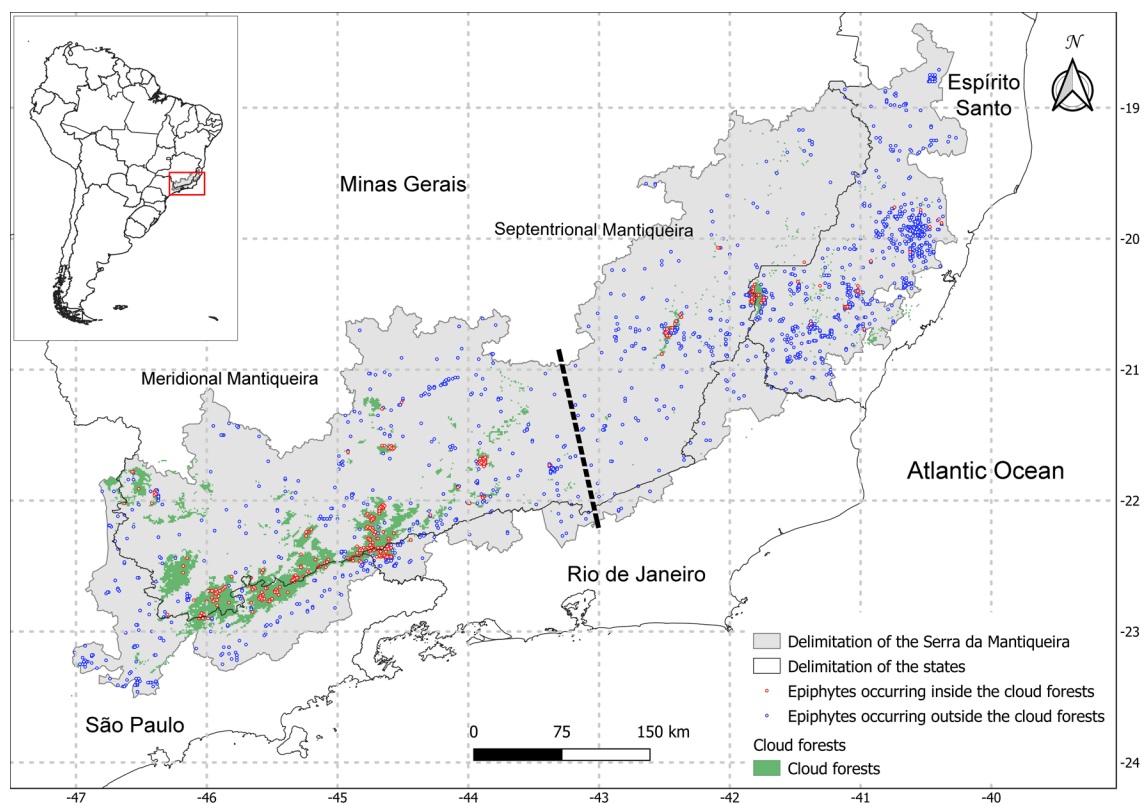 N
Espírito
Santo
-19
Minas Gerais
Septentrional Mantiqueira
-20
Meridional Mantiqueira
-21
Atlantic Ocean
-22
Rio de Janeiro
-23
Delimitation of the Serra da Mantiqueira
Delimitation of the states
Epiphytes occurring inside the cloud forests
Epiphytes occurring outside the cloud forests
São Paulo
0 75 150 km
Cloud forests
Cloud forests
-24
-47 -46 -45 -44 -43 -42 -41 -40